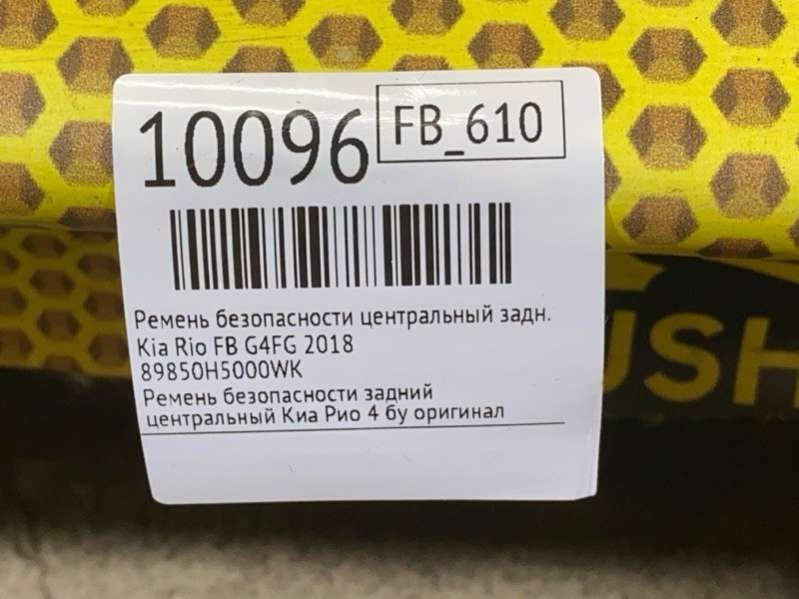 10096
FB_610
Ремень безопасности центральный задн.
Kia Rio FB G4FG 2018
89850H5000WK
Ремень безопасности задний
центральный Киа Рио 4 бу оригинал
USH